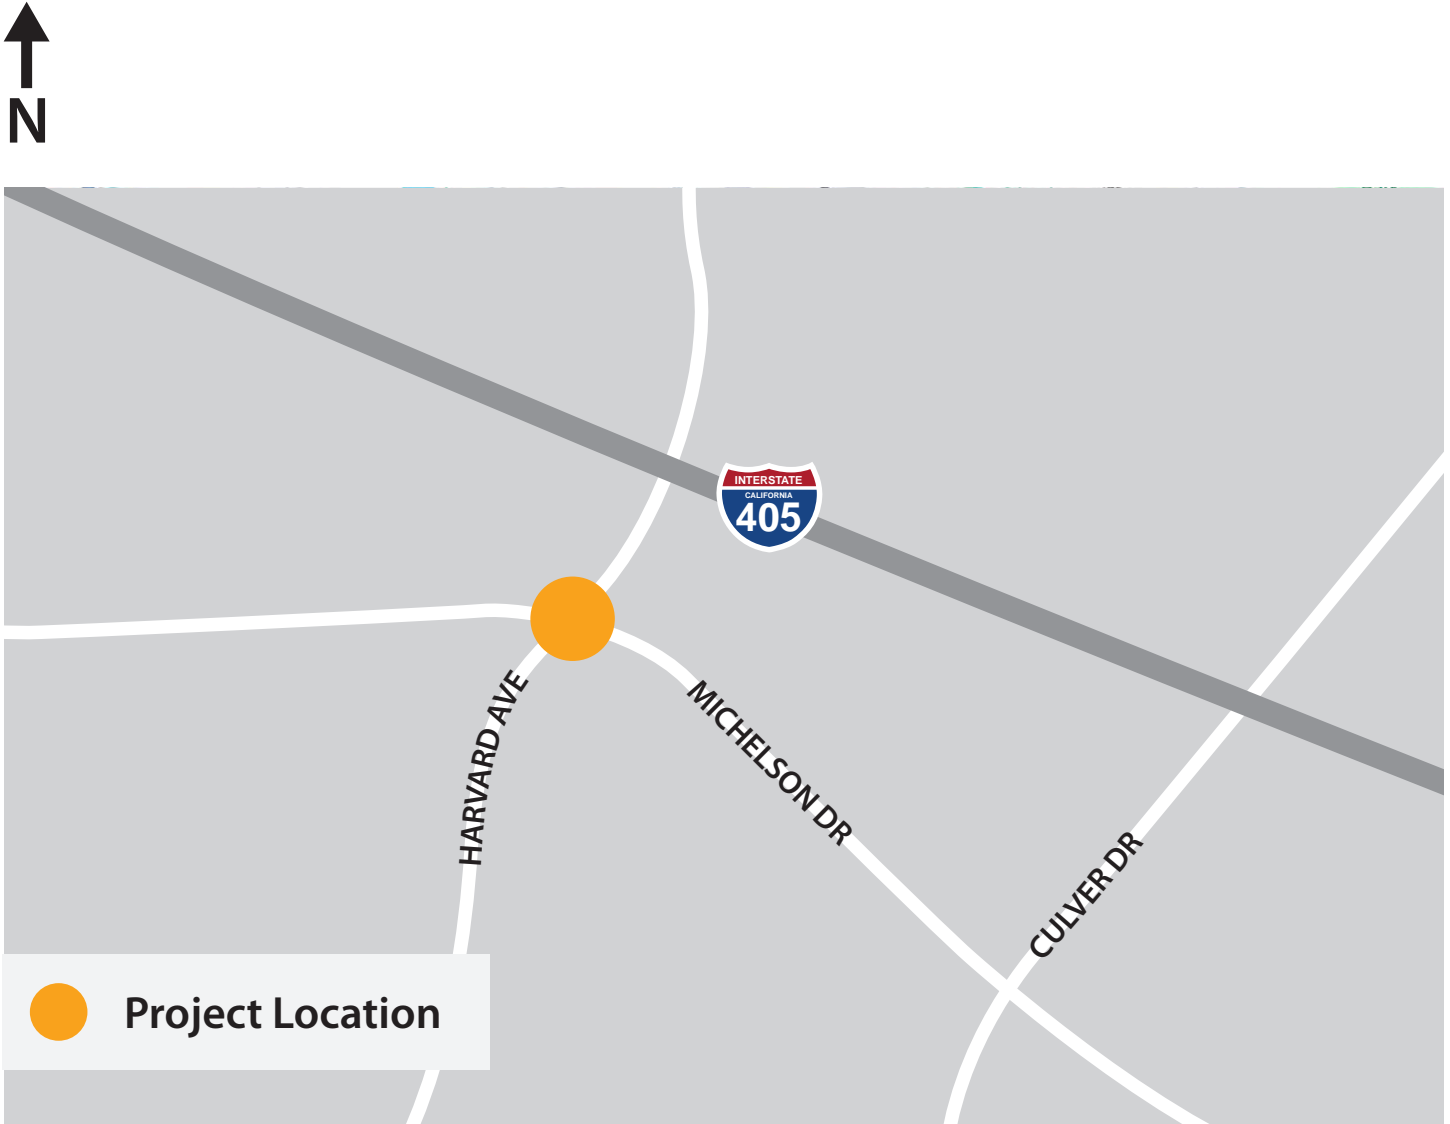 N
INTERSTATE
CALIFORNIA
405
HARVARD AVE
MICHELSON DR
CULVER DR
Project Location